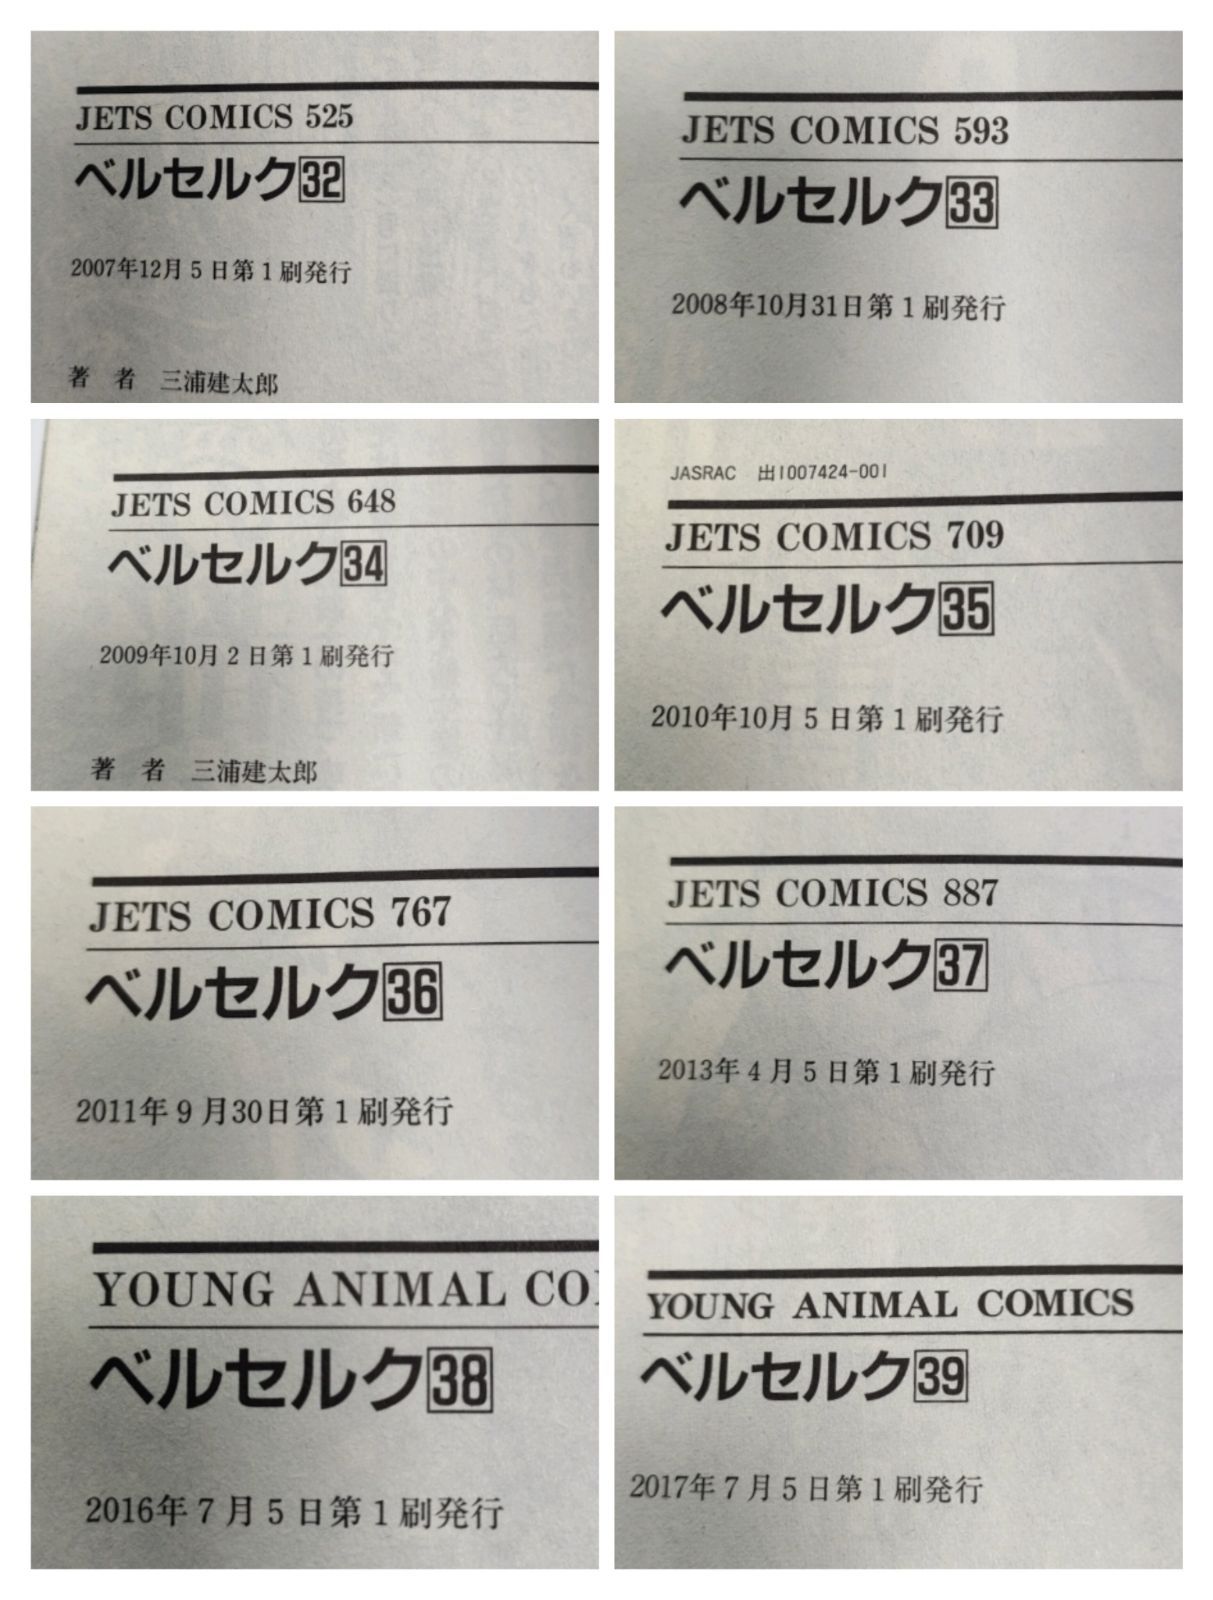 JETS COMICS 525
ベルセルク32
2007年12月5日第1刷発行
著 者 三浦建太郎
JETS COMICS 593
ベルセルク33
2008年10月31日第1刷発行
JETS COMICS 648
ベルセルク34
2009年10月2日第1刷発行
著 者 三浦建太郎
JASRAC 出1007424-001
JETS COMICS 709
ベルセルク35
2010年10月5日第1刷発行
JETS COMICS 767
ベルセルク36
2011年9月30日第1刷発行
JETS COMICS 887
ベルセルク37
2013年4月5日第1刷発行
YOUNG ANIMAL CO
ベルセルク38
2016年7月5日第1刷発行
YOUNG ANIMAL COMICS
ベルセルク39
2017年7月5日第1刷発行